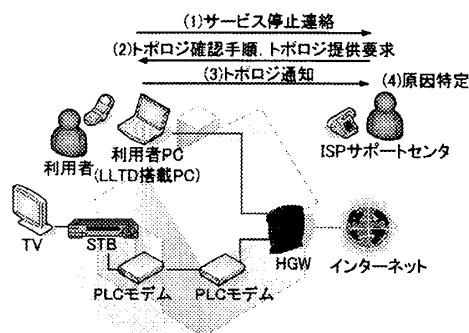 (1)サービス停止連絡
(2)トポロジ確認手順,トポロジ提供要求
(3)トポロジ通知
(4)原因特定
利用者
利用者PC
(LLTD搭載PC)
ISPサポートセンタ
TV
STB
HGW
インターネット
PLCモデム
PLCモデム